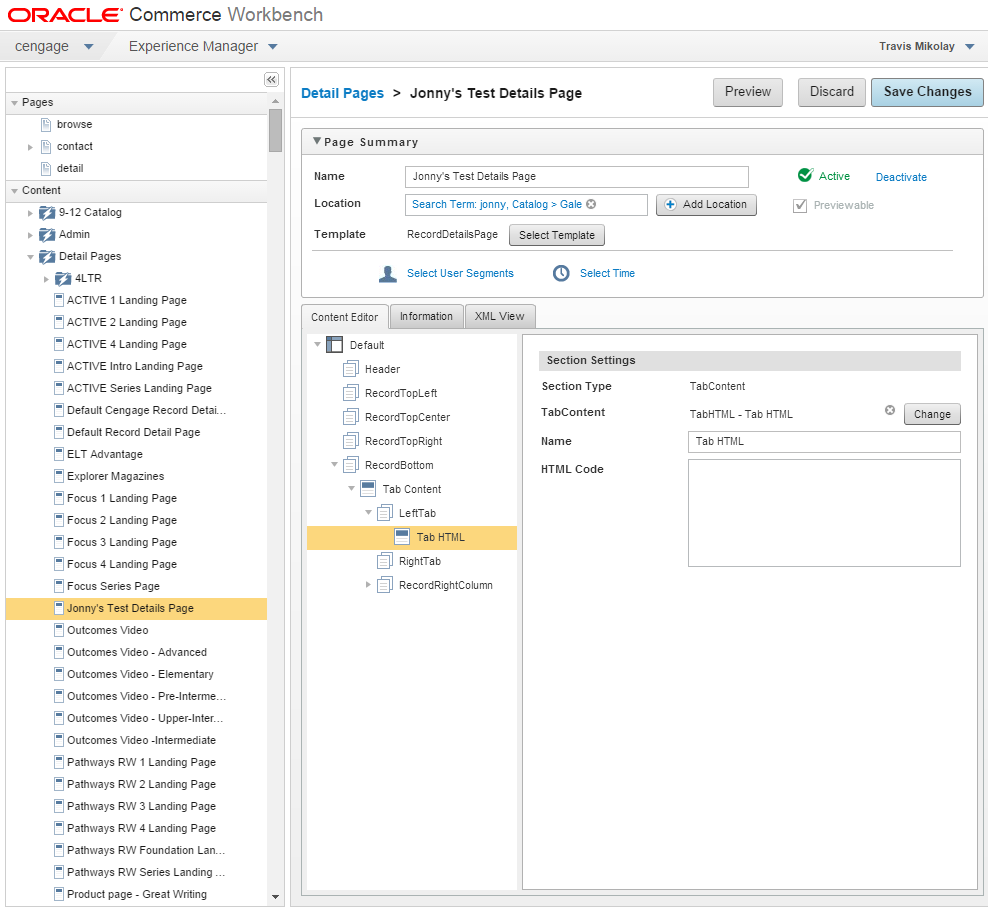 ORACLE Commerce Workbench
cengage Experience Manager Travis Mikolay
Pages
browse
contact
detail
Content
9-12 Catalog
Admin
Detail Pages
4LTR
ACTIVE 1 Landing Page
ACTIVE 2 Landing Page
ACTIVE 4 Landing Page
ACTIVE Intro Landing Page
ACTIVE Series Landing Page
Default Cengage Record Detai...
Default Record Detail Page
ELT Advantage
Explorer Magazines
Focus 1 Landing Page
Focus 2 Landing Page
Focus 3 Landing Page
Focus 4 Landing Page
Focus Series Page
Jonny's Test Details Page
Outcomes Video
Outcomes Video - Advanced
Outcomes Video - Elementary
Outcomes Video - Pre-Interme...
Outcomes Video - Upper-Inter...
Outcomes Video -Intermediate
Pathways RW 1 Landing Page
Pathways RW 2 Landing Page
Pathways RW 3 Landing Page
Pathways RW 4 Landing Page
Pathways RW Foundation Lan...
Pathways RW Series Landing ...
Product page - Great Writing
Detail Pages > Jonny's Test Details Page Preview Discard Save Changes
Page Summary
Name Jonny's Test Details Page Active Deactivate
Location Search Term: jonny, Catalog > Gale Add Location Previewable
Template RecordDetailsPage Select Template
Select User Segments Select Time
Content Editor Information XML View
Default
Header
RecordTopLeft
RecordTopCenter
RecordTopRight
RecordBottom
Tab Content
LeftTab
Tab HTML
RightTab
RecordRightColumn
Section Settings
Section Type TabContent
TabContent TabHTML - Tab HTML Change
Name Tab HTML
HTML Code